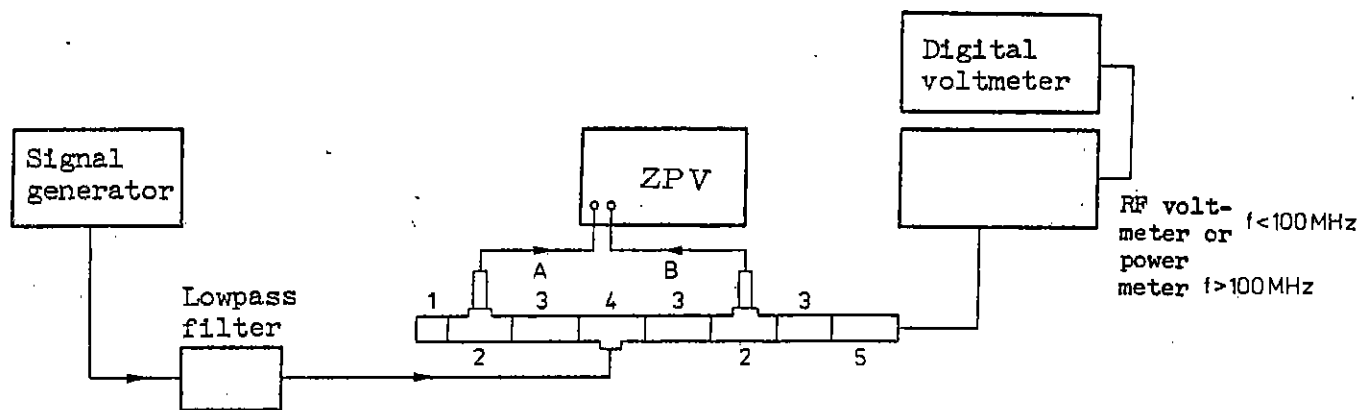 Digital
voltmeter
Signal
generator
ZPV
RF volt-
meter or f<100MHz
power
meter f>100MHz
A B
Lowpass
filter
1 3 4 3 3
2 2 5